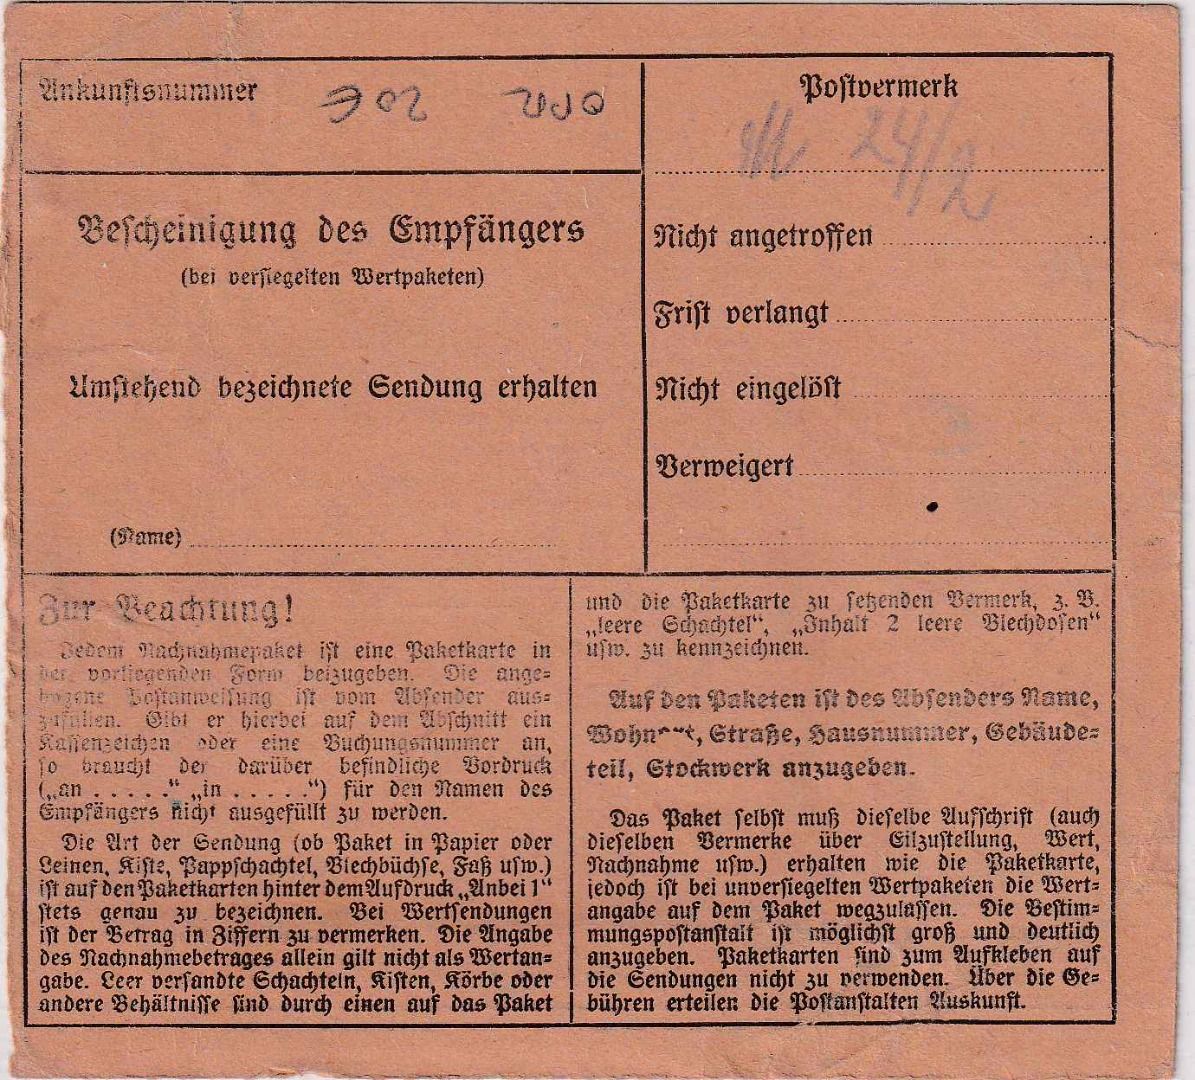 Ankunftsnummer
Postvermerk
24/2
Bescheinigung des Empfängers
(bei versiegelten Wertpaketen)
Nicht angetroffen
Frist verlangt
Umstehend bezeichnete Sendung erhalten
Nicht eingelöst
Verweigert
(Name)
Zur Beachtung!
Jedem Nachnahmepaket ist eine Paketkarte in
der vorliegenden Form beizugeben. Die ange-
bogene Postanweisung ist vom Absender aus-
zufüllen. Gibt er hierbei auf dem Abschnitt ein
Kassenzeichen oder eine Buchungsnummer an,
so braucht der darüber befindliche Vordruck
(„an . . . . .“ „in . . . . .“) für den Namen des
Empfängers nicht ausgefüllt zu werden.
Die Art der Sendung (ob Paket in Papier oder
Leinen, Kiste, Pappschachtel, Blechbüchse, Faß usw.)
ist auf den Paketkarten hinter dem Aufdruck „Anbei 1“
stets genau zu bezeichnen. Bei Wertsendungen
ist der Betrag in Ziffern zu vermerken. Die Angabe
des Nachnahmebetrages allein gilt nicht als Wertan-
gabe. Leer versandte Schachteln, Kisten, Körbe oder
andere Behältnisse sind durch einen auf das Paket
und die Paketkarte zu setzenden Vermerk, z. B.
„leere Schachtel“, „Inhalt 2 leere Blechdosen“
usw. zu kennzeichnen.
Auf den Paketen ist des Absenders Name,
Wohnort, Straße, Hausnummer, Gebäude-
teil, Stockwerk anzugeben.
Das Paket selbst muß dieselbe Aufschrift (auch
dieselben Vermerke über Eilzustellung, Wert,
Nachnahme usw.) erhalten wie die Paketkarte,
jedoch ist bei unversiegelten Wertpaketen die Wert-
angabe auf dem Paket wegzulassen. Die Bestim-
mungspostanstalt ist möglichst groß und deutlich
anzugeben. Paketkarten sind zum Aufkleben auf
die Sendungen nicht zu verwenden. Über die Ge-
bühren erteilen die Postanstalten Auskunft.